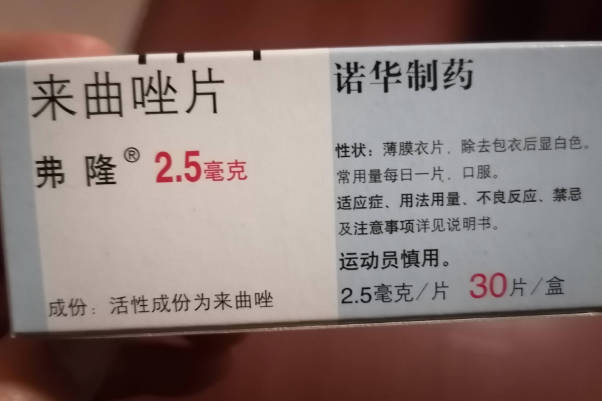 来曲唑片
弗隆® 2.5毫克
成份：活性成份为来曲唑
诺华制药
性状：薄膜衣片，除去包衣后显白色。
常用量每日一片，口服。
适应症、用法用量、不良反应、禁忌
及注意事项详见说明书。
运动员慎用。
2.5毫克/片 30片/盒